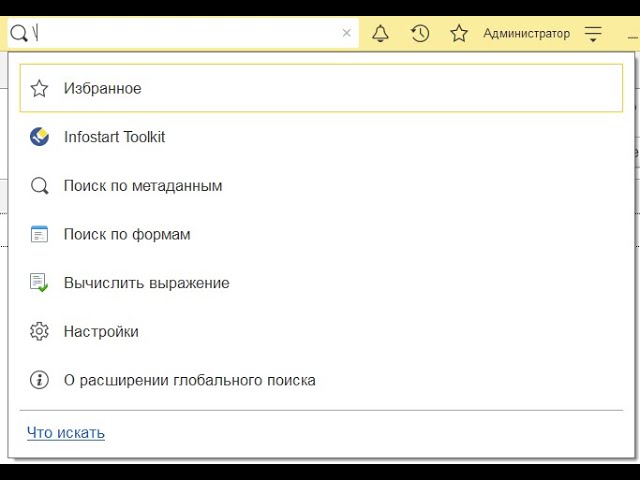 \
Администратор
Избранное
Infostart Toolkit
Поиск по метаданным
Поиск по формам
Вычислить выражение
Настройки
О расширении глобального поиска
Что искать